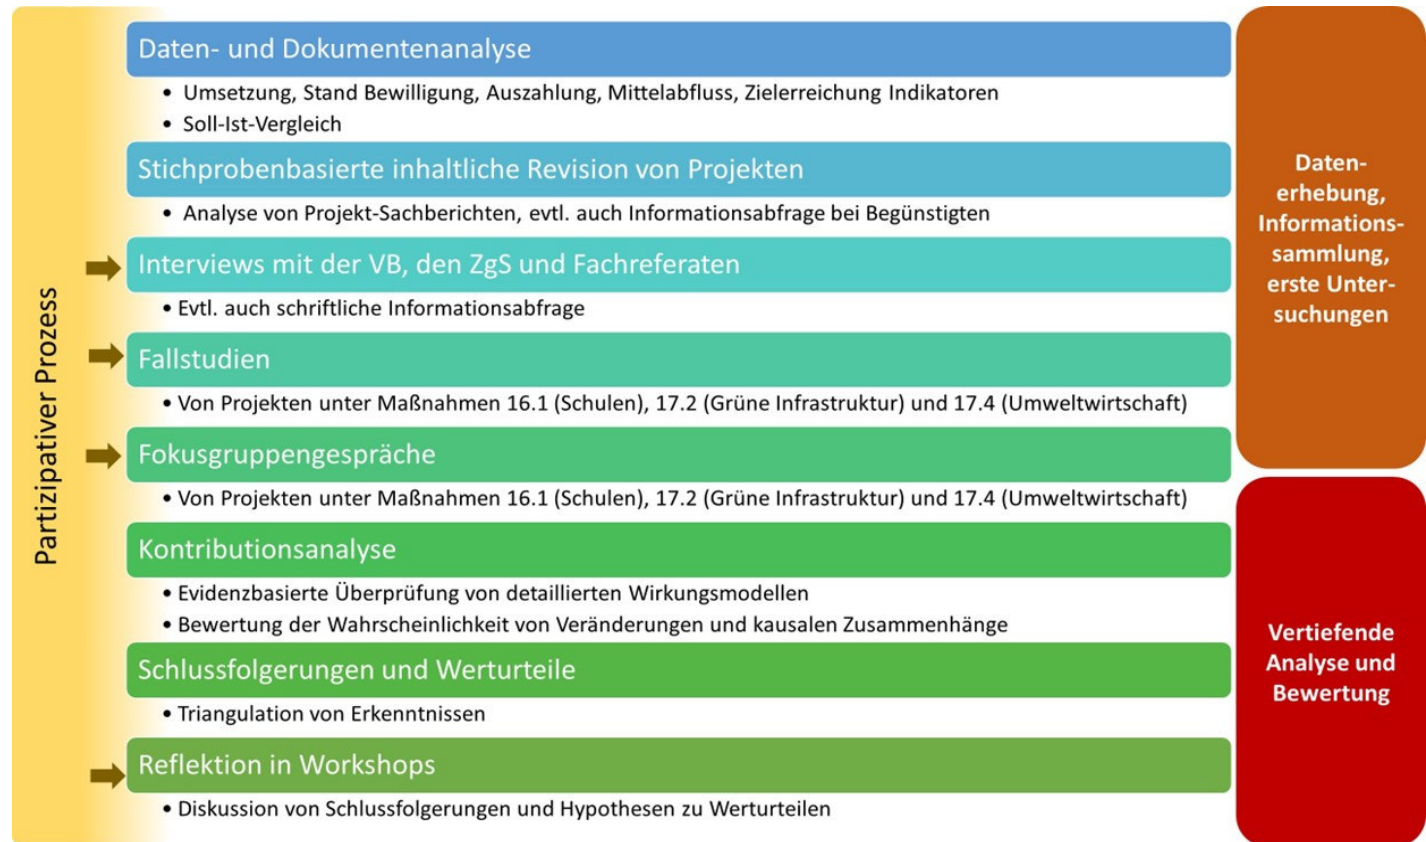 Partizipativer Prozess
Daten- und Dokumentenanalyse
• Umsetzung, Stand Bewilligung, Auszahlung, Mittelabfluss, Zielerreichung Indikatoren
• Soll-Ist-Vergleich
Stichprobenbasierte inhaltliche Revision von Projekten
• Analyse von Projekt-Sachberichten, evtl. auch Informationsabfrage bei Begünstigten
Interviews mit der VB, den ZgS und Fachreferaten
• Evtl. auch schriftliche Informationsabfrage
Fallstudien
• Von Projekten unter Maßnahmen 16.1 (Schulen), 17.2 (Grüne Infrastruktur) und 17.4 (Umweltwirtschaft)
Fokusgruppengespräche
• Von Projekten unter Maßnahmen 16.1 (Schulen), 17.2 (Grüne Infrastruktur) und 17.4 (Umweltwirtschaft)
Kontributionsanalyse
• Evidenzbasierte Überprüfung von detaillierten Wirkungsmodellen
• Bewertung der Wahrscheinlichkeit von Veränderungen und kausalen Zusammenhänge
Schlussfolgerungen und Werturteile
• Triangulation von Erkenntnissen
Reflektion in Workshops
• Diskussion von Schlussfolgerungen und Hypothesen zu Werturteilen
Daten-
erhebung,
Informations-
sammlung,
erste Unter-
suchungen
Vertiefende
Analyse und
Bewertung